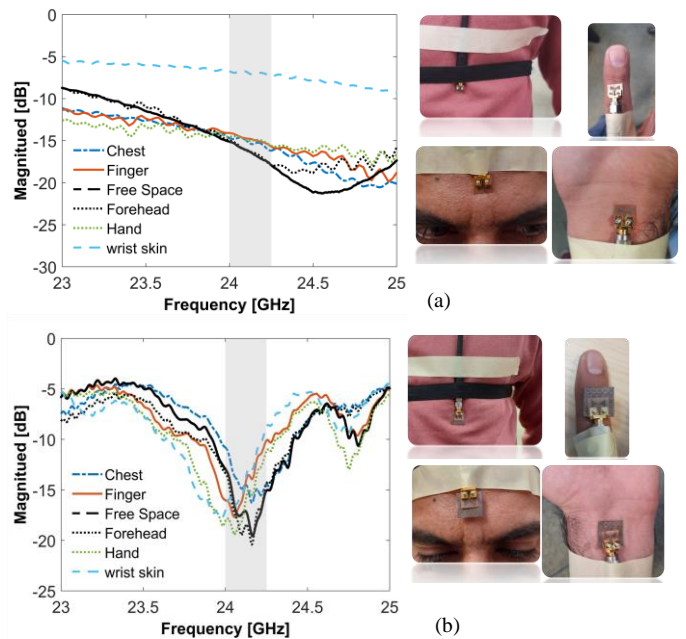 0
-5
-10
-15
-20
-25
-30
Magnitued [dB]
Chest
Finger
Free Space
Forehead
Hand
wrist skin
23 23.5 24 24.5 25
Frequency [GHz]
(a)
0
-5
-10
-15
-20
-25
Magnitued [dB]
Chest
Finger
Free Space
Forehead
Hand
wrist skin
23 23.5 24 24.5 25
Frequency [GHz]
(b)